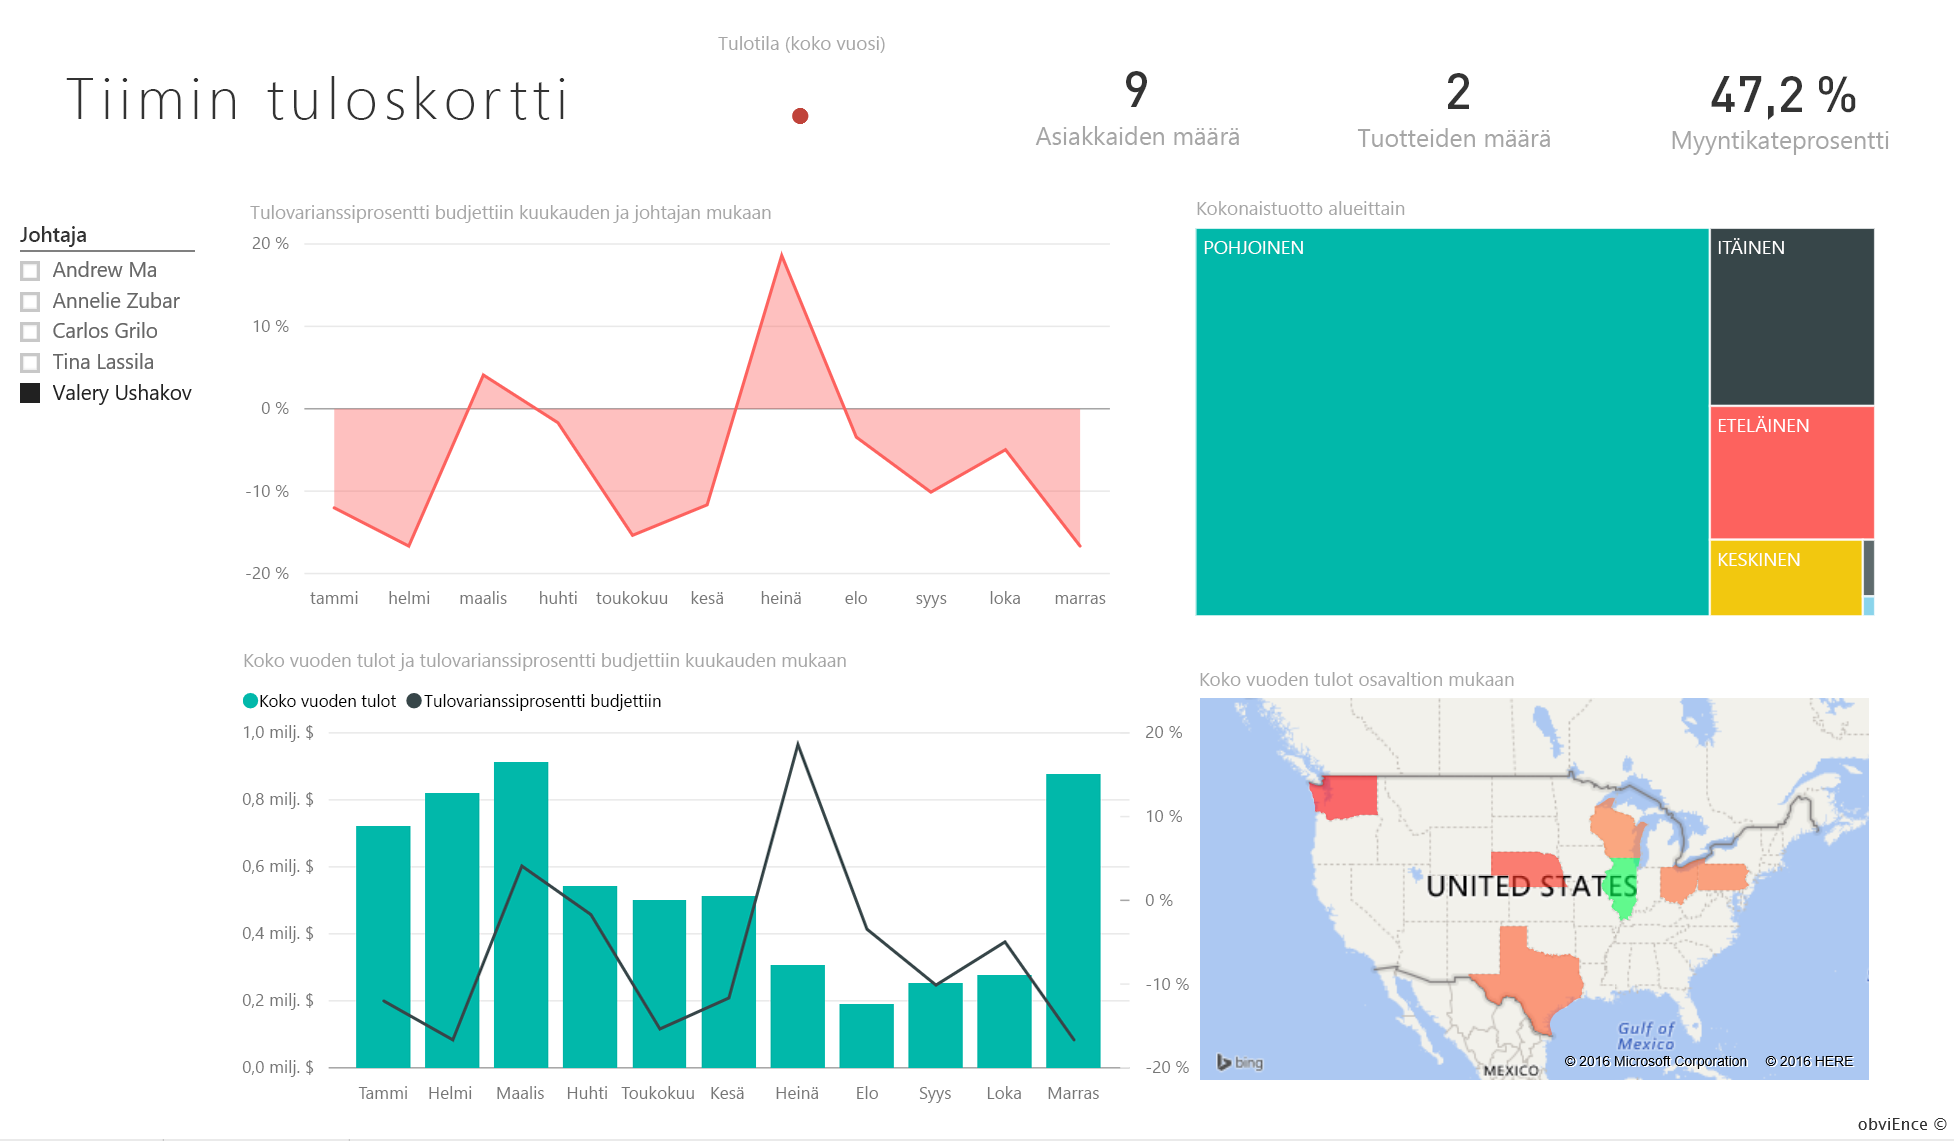 Tulotila (koko vuosi)
Tiimin tuloskortti
9
Asiakkaiden määrä
2
Tuotteiden määrä
47,2 %
Myyntikateprosentti
Johtaja
Andrew Ma
Annelie Zubar
Carlos Grilo
Tina Lassila
Valery Ushakov
Tulovarianssiprosentti budjettiin kuukauden ja johtajan mukaan
20 %
10 %
0 %
-10 %
-20 %
tammi helmi maalis huhti toukokuu kesä heinä elo syys loka marras
Kokonaistuotto alueittain
POHJOINEN
ITÄINEN
ETELÄINEN
KESKINEN
Koko vuoden tulot ja tulovarianssiprosentti budjettiin kuukauden mukaan
Koko vuoden tulot Tulovarianssiprosentti budjettiin
1,0 milj. $
0,8 milj. $
0,6 milj. $
0,4 milj. $
0,2 milj. $
0,0 milj. $
20 %
10 %
0 %
-10 %
-20 %
Tammi Helmi Maalis Huhti Toukokuu Kesä Heinä Elo Syys Loka Marras
Koko vuoden tulot osavaltion mukaan
UNITED STATES
Gulf of
Mexico
MEXICO
bing
© 2016 Microsoft Corporation © 2016 HERE
obviEnce ©